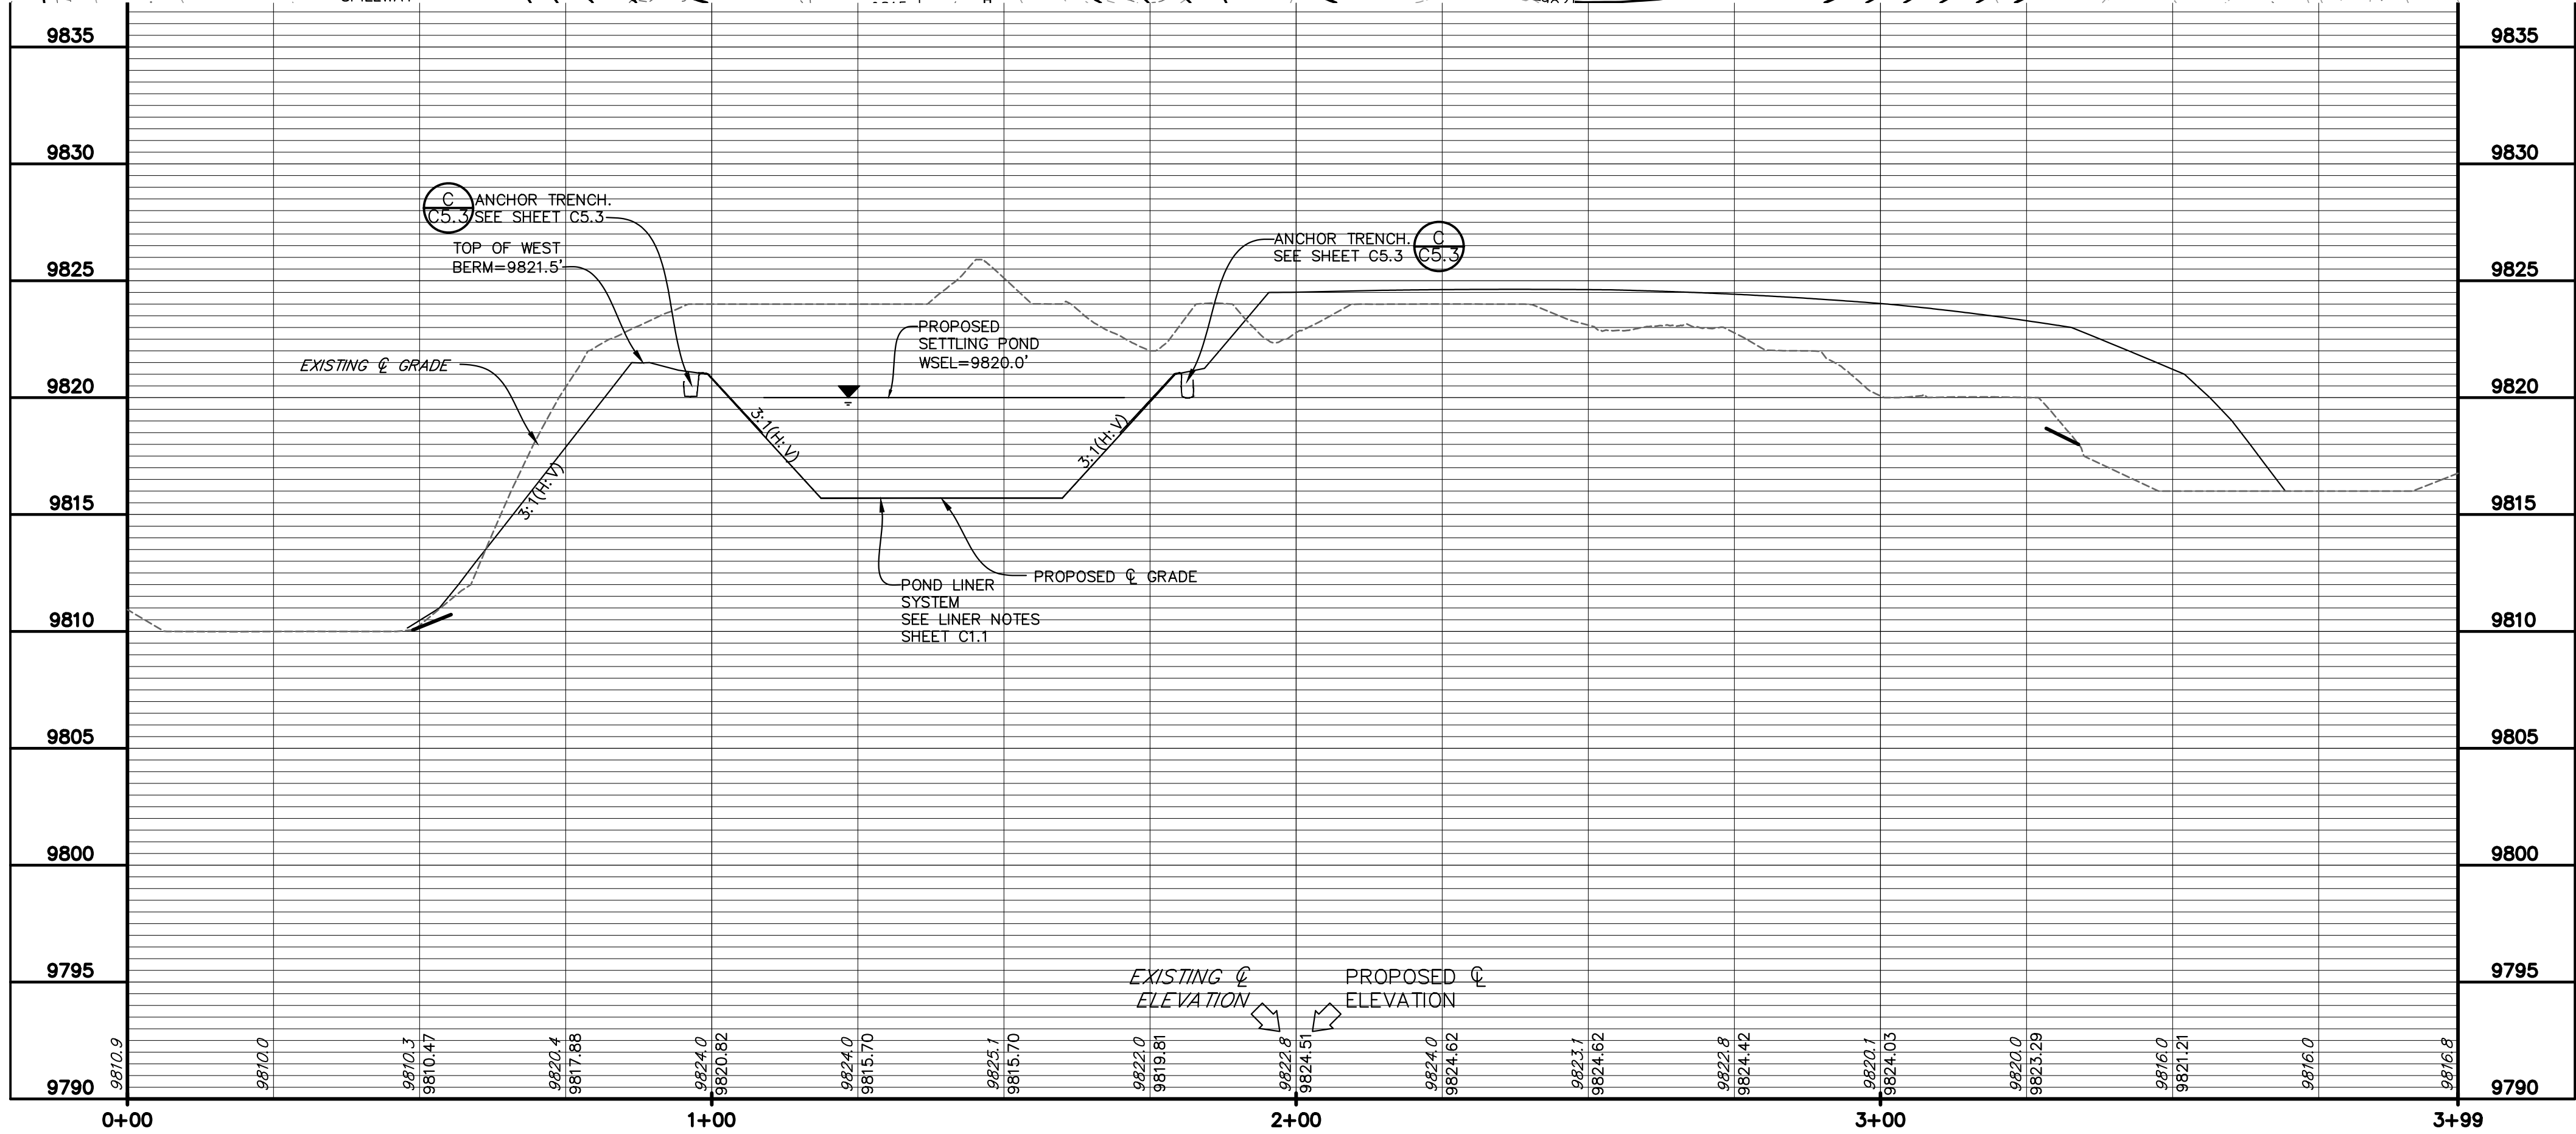 9835
9835
9830
9830
C
C5.3
ANCHOR TRENCH.
SEE SHEET C5.3
TOP OF WEST
BERM=9821.5'
ANCHOR TRENCH.
SEE SHEET C5.3
C
C5.3
9825
9825
PROPOSED
SETTLING POND
WSEL=9820.0'
EXISTING ℄ GRADE
9820
9820
3:1(H:V)
3:1(H:V)
3:1(H:V)
9815
9815
PROPOSED ℄ GRADE
POND LINER
SYSTEM
SEE LINER NOTES
SHEET C1.1
9810
9810
9805
9805
9800
9800
9795
9795
EXISTING ℄
ELEVATION
PROPOSED ℄
ELEVATION
9810.9
9810.0
9810.3
9810.47
9820.4
9817.88
9824.0
9820.82
9824.0
9815.70
9825.1
9815.70
9822.0
9819.81
9822.8
9824.51
9824.0
9824.62
9823.1
9824.62
9822.8
9824.42
9820.1
9824.03
9820.0
9823.29
9816.0
9821.21
9816.0
9816.8
9790
9790
0+00
1+00
2+00
3+00
3+99